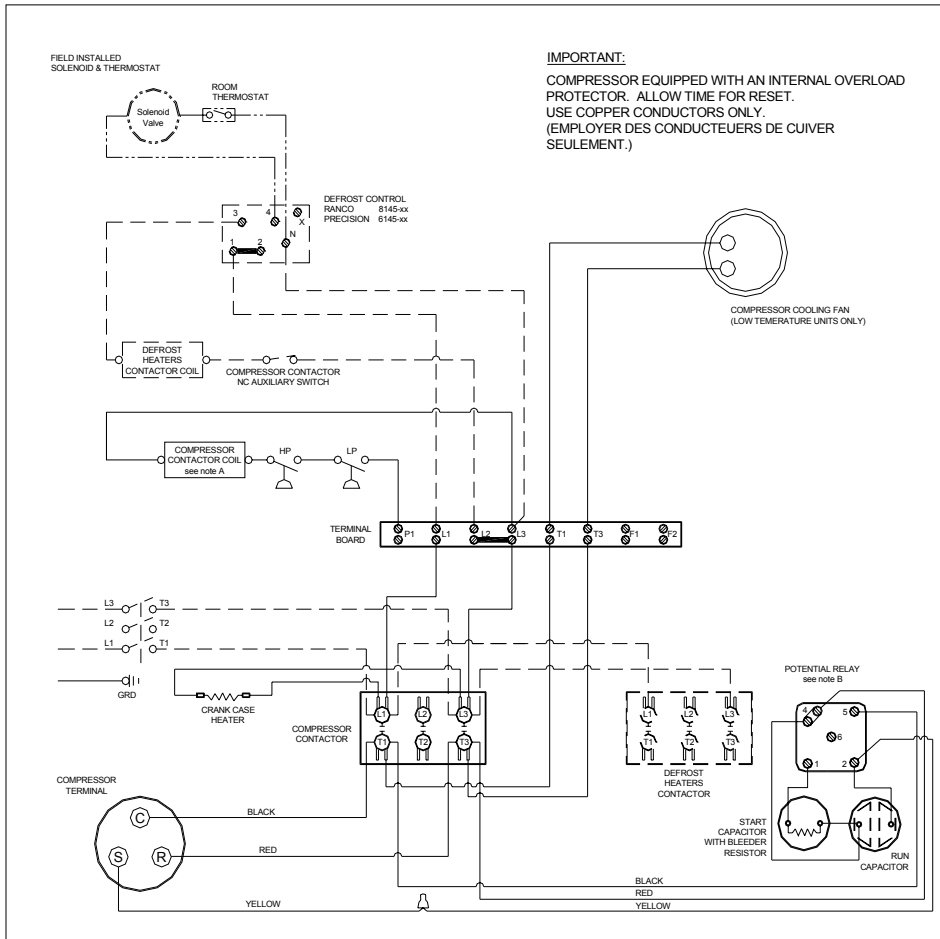 FIELD INSTALLED
SOLENOID & THERMOSTAT
IMPORTANT:
COMPRESSOR EQUIPPED WITH AN INTERNAL OVERLOAD
PROTECTOR. ALLOW TIME FOR RESET.
USE COPPER CONDUCTORS ONLY.
(EMPLOYER DES CONDUCTEUERS DE CUIVER
SEULEMENT.)
ROOM
THERMOSTAT
Solenoid
Valve
DEFROST CONTROL
RANCO 8145-xx
PRECISION 6145-xx
3
4
X
N
1
2
COMPRESSOR COOLING FAN
(LOW TEMERATURE UNITS ONLY)
DEFROST
HEATERS
CONTACTOR COIL
COMPRESSOR CONTACTOR
NC AUXILIARY SWITCH
COMPRESSOR
CONTACTOR COIL
see note A
HP
LP
TERMINAL
BOARD
P1
L1
L2
L3
T1
T3
F1
F2
L3
T3
L2
T2
L1
T1
GRD
CRANK CASE
HEATER
COMPRESSOR
CONTACTOR
L1
L2
L3
T1
T2
T3
L1
L2
L3
T1
T2
T3
DEFROST
HEATERS
CONTACTOR
POTENTIAL RELAY
see note B
4
5
6
1
2
START
CAPACITOR
WITH BLEEDER
RESISTOR
RUN
CAPACITOR
COMPRESSOR
TERMINAL
C
S
R
BLACK
RED
YELLOW
BLACK
RED
YELLOW